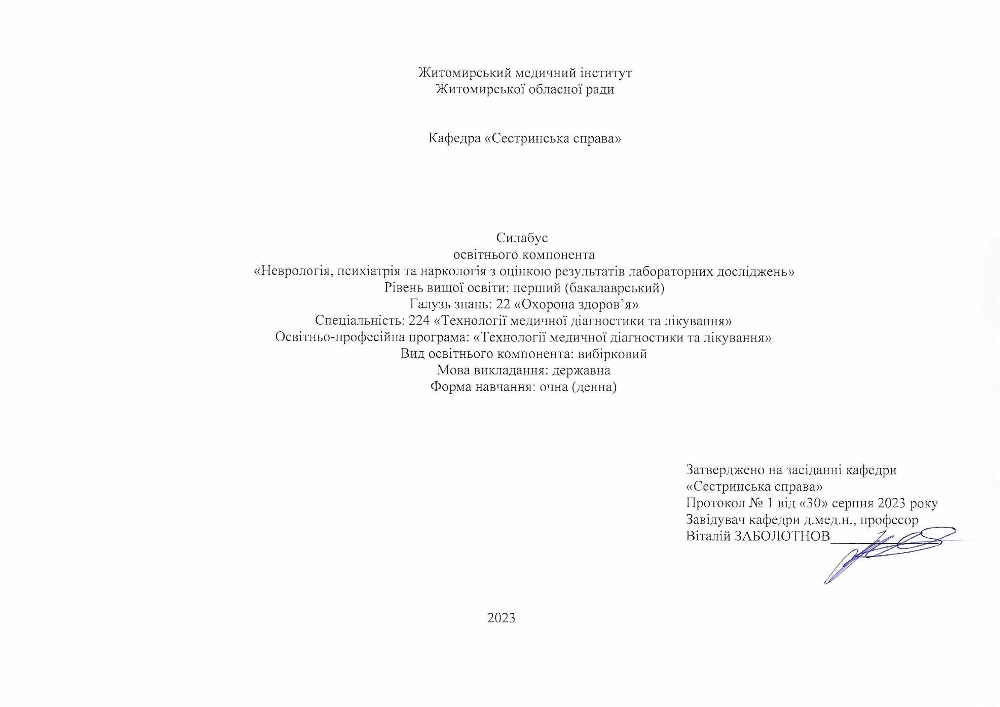 Житомирський медичний інститут
Житомирської обласної ради
Кафедра «Сестринська справа»
Силабус
освітнього компонента
«Неврологія, психіатрія та наркологія з оцінкою результатів лабораторних досліджень»
Рівень вищої освіти: перший (бакалаврський)
Галузь знань: 22 «Охорона здоров’я»
Спеціальність: 224 «Технології медичної діагностики та лікування»
Освітньо-професійна програма: «Технології медичної діагностики та лікування»
Вид освітнього компонента: вибірковий
Мова викладання: державна
Форма навчання: очна (денна)
Затверджено на засіданні кафедри
«Сестринська справа»
Протокол № 1 від «30» серпня 2023 року
Завідувач кафедри д.мед.н., професор
Віталій ЗАБОЛОТНОВ
2023